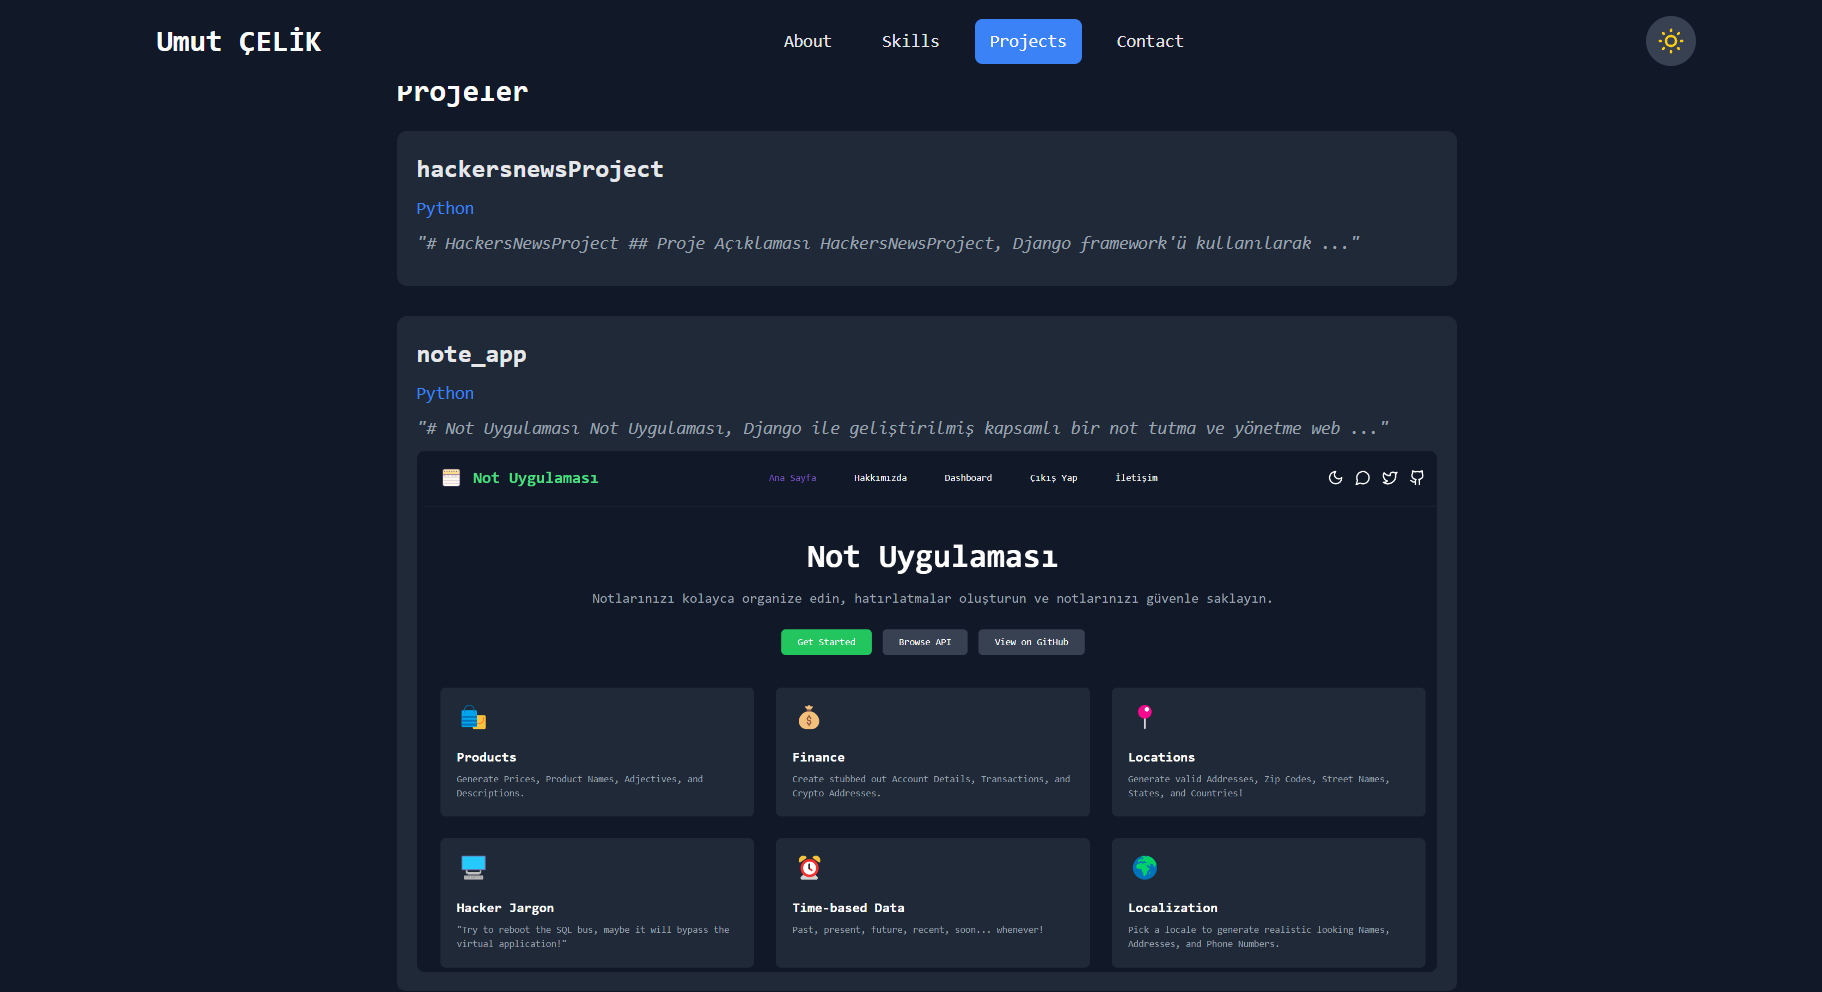 Umut ÇELİK
About Skills Projects Contact
Projeler
hackersnewsProject
Python
"# HackersNewsProject ## Proje Açıklaması HackersNewsProject, Django framework'ü kullanılarak ..."
note_app
Python
"# Not Uygulaması Not Uygulaması, Django ile geliştirilmiş kapsamlı bir not tutma ve yönetme web ..."
Not Uygulaması
Ana Sayfa Hakkımızda Dashboard Çıkış Yap İletişim
Not Uygulaması
Notlarınızı kolayca organize edin, hatırlatmalar oluşturun ve notlarınızı güvenle saklayın.
Get Started Browse API View on GitHub
Products
Generate Prices, Product Names, Adjectives, and
Descriptions.
Finance
Create stubbed out Account Details, Transactions, and
Crypto Addresses.
Locations
Generate valid Addresses, Zip Codes, Street Names,
States, and Countries!
Hacker Jargon
"Try to reboot the SQL bus, maybe it will bypass the
virtual application!"
Time-based Data
Past, present, future, recent, soon... whenever!
Localization
Pick a locale to generate realistic looking Names,
Addresses, and Phone Numbers.